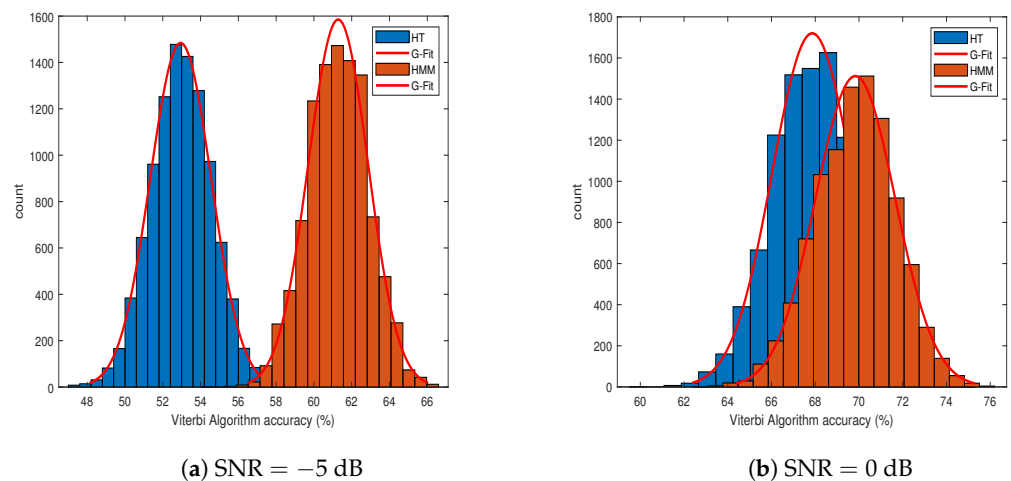 1600
1400
1200
1000
800
600
400
200
0
count
48 50 52 54 56 58 60 62 64 66
Viterbi Algorithm accuracy (%)
HT
G-Fit
HMM
G-Fit
(a) SNR = −5 dB
1800
1600
1400
1200
1000
800
600
400
200
0
count
60 62 64 66 68 70 72 74 76
Viterbi Algorithm accuracy (%)
HT
G-Fit
HMM
G-Fit
(b) SNR = 0 dB